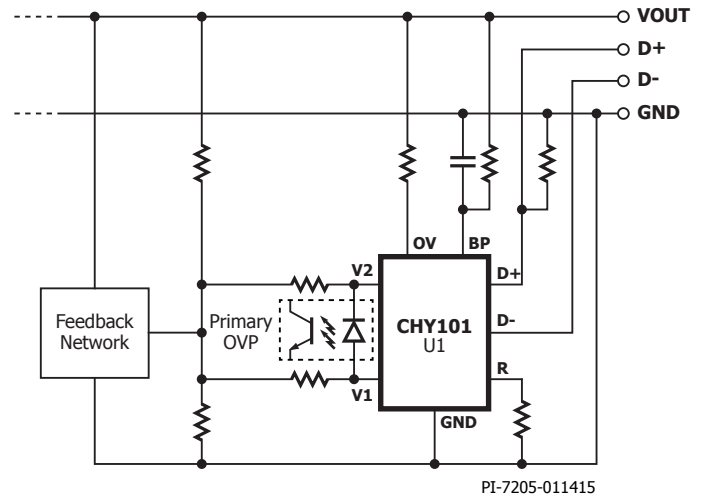 VOUT
D+
D-
GND
OV
BP
V2
D+
Feedback
Network
Primary
OVP
CHY101
U1
D-
R
V1
GND
PI-7205-011415